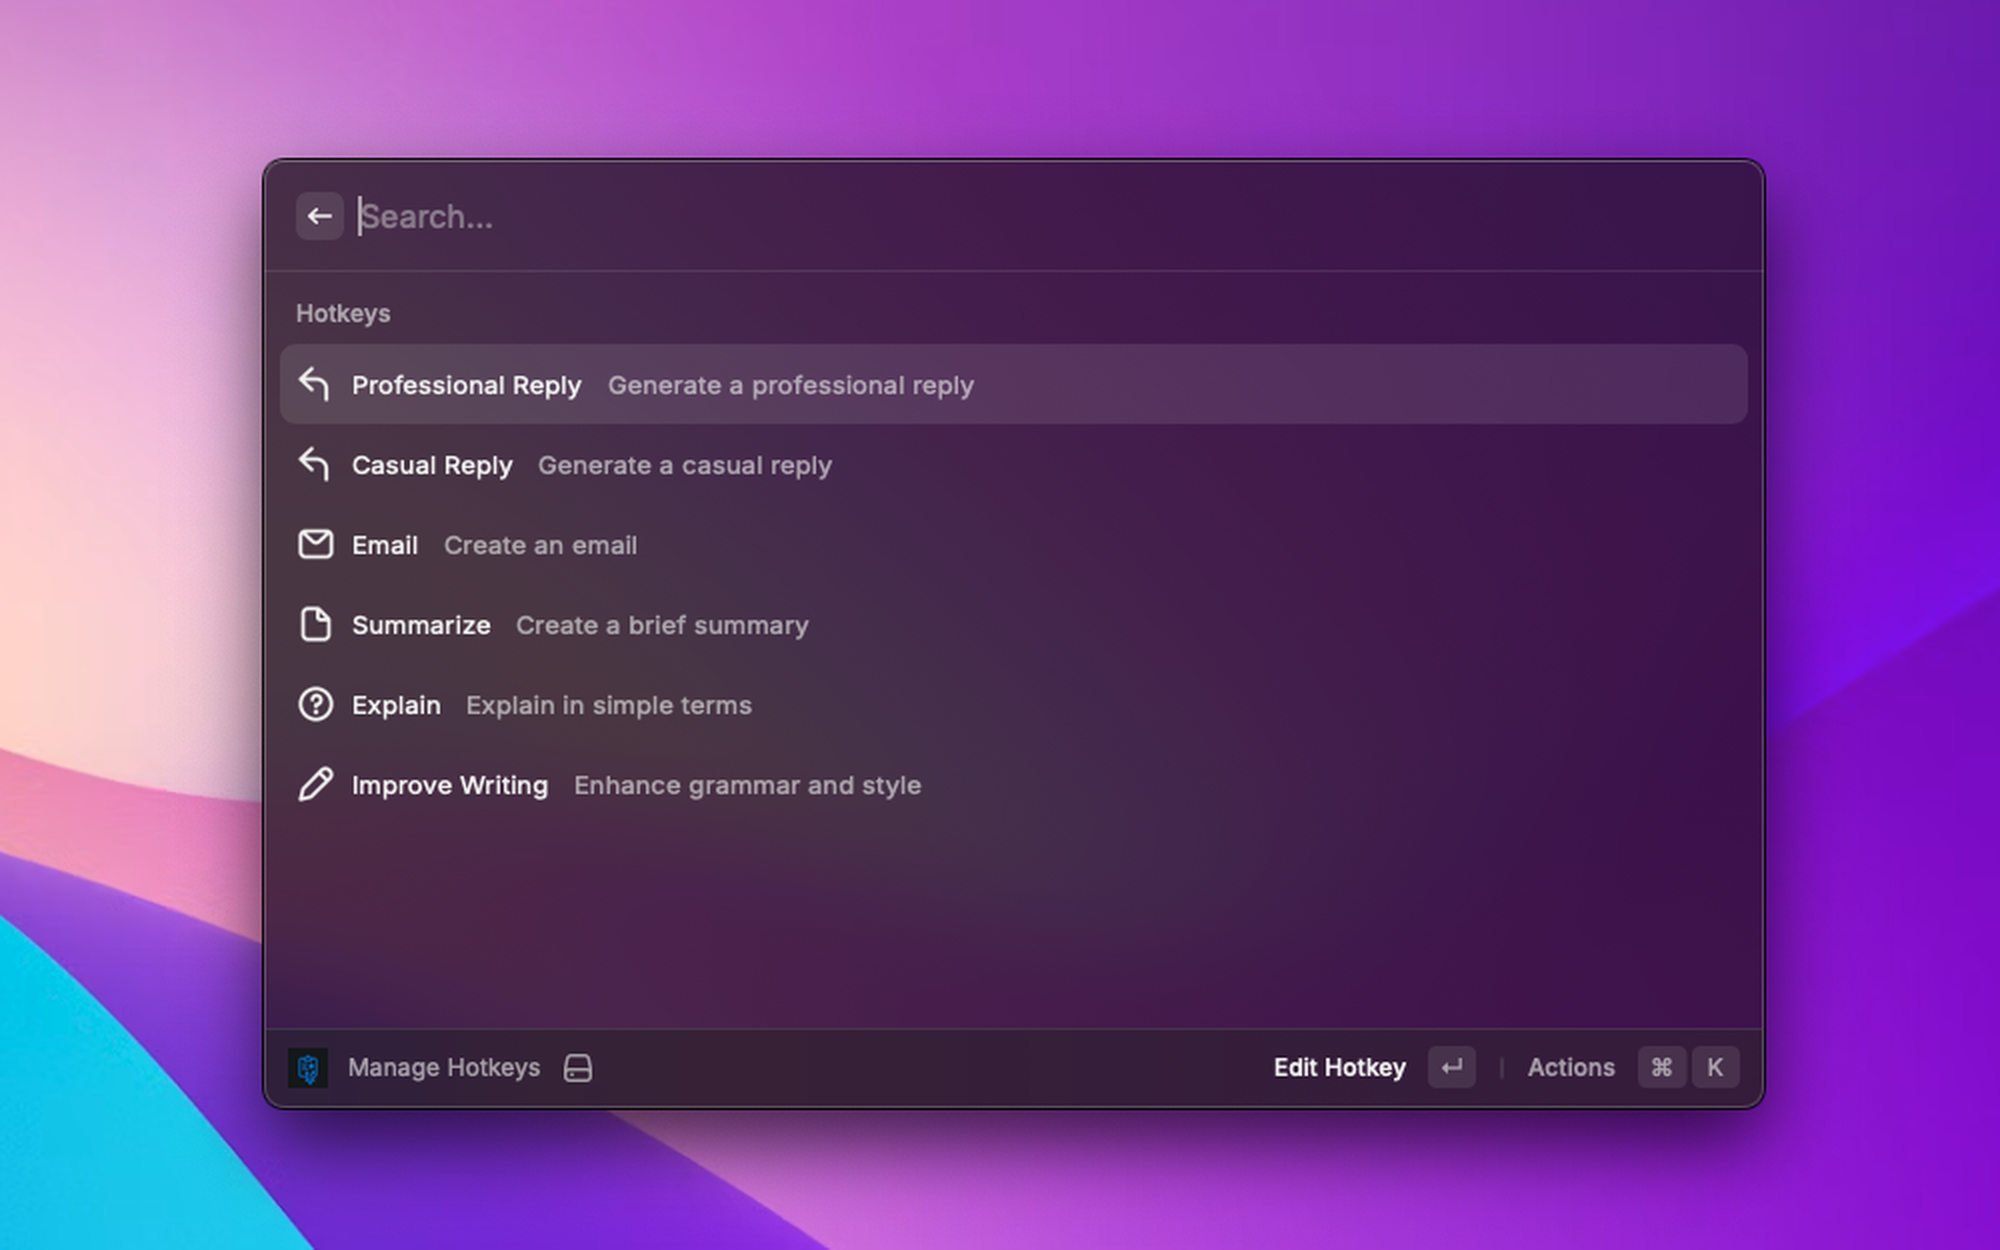 Search...
Hotkeys
Professional Reply Generate a professional reply
Casual Reply Generate a casual reply
Email Create an email
Summarize Create a brief summary
Explain Explain in simple terms
Improve Writing Enhance grammar and style
Manage Hotkeys Edit Hotkey ↵ | Actions ⌘ K